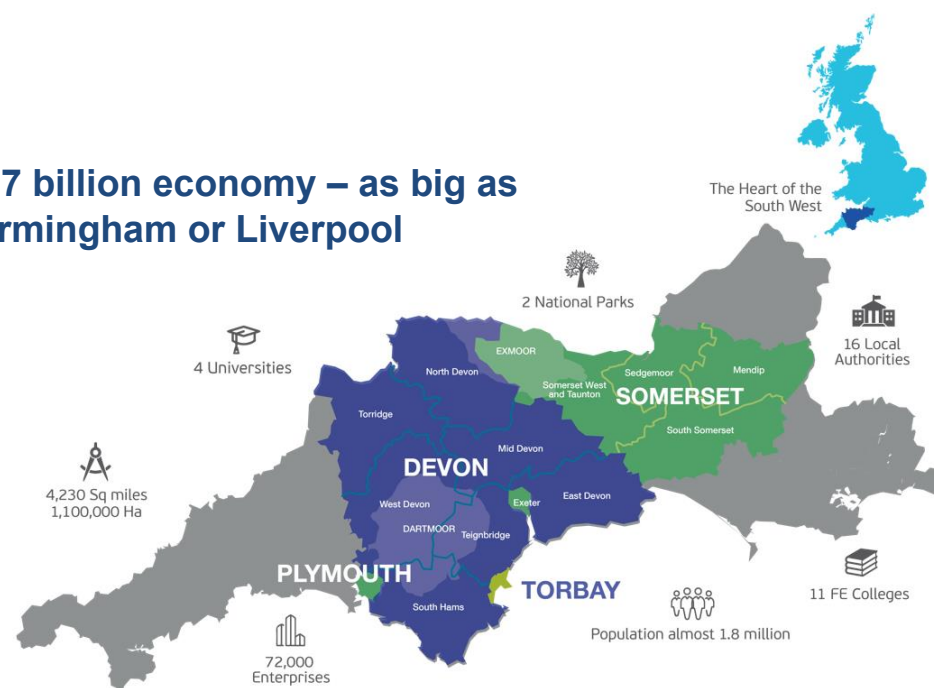 7 billion economy – as big as
rmingham or Liverpool
The Heart of the
South West
2 National Parks
4 Universities
16 Local
Authorities
EXMOOR
North Devon
Sedgemoor
Mendip
Somerset West
and Taunton
SOMERSET
Torridge
South Somerset
Mid Devon
DEVON
4,230 Sq miles
1,100,000 Ha
West Devon
Exeter
East Devon
DARTMOOR
Teignbridge
PLYMOUTH
TORBAY
11 FE Colleges
South Hams
Population almost 1.8 million
72,000
Enterprises